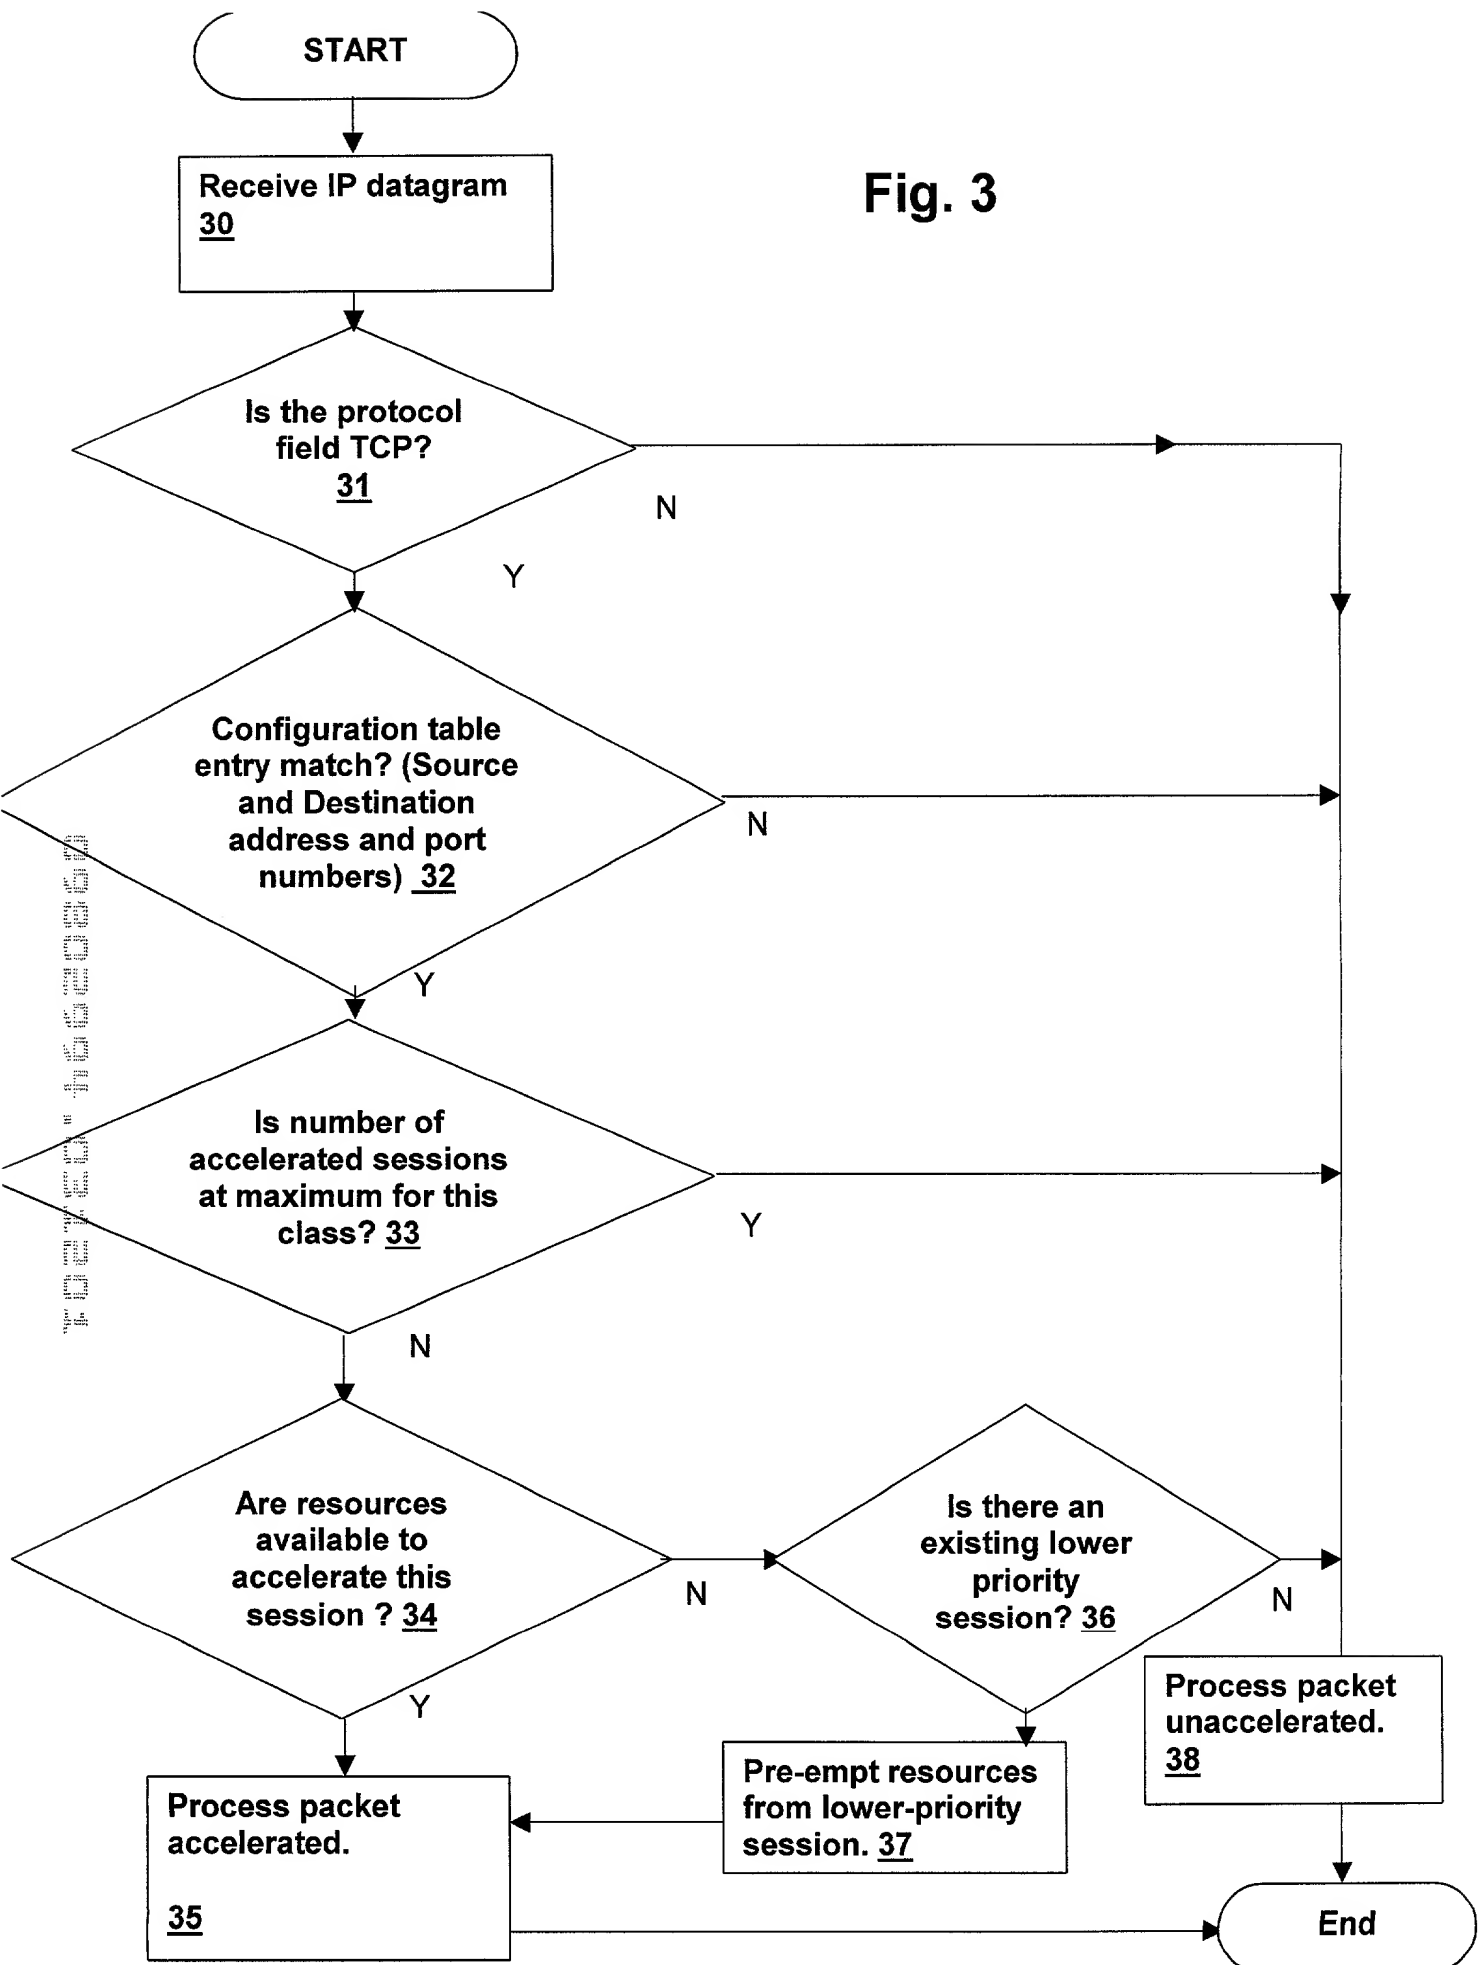 START
Receive IP datagram
30
Fig. 3
Is the protocol
field TCP?
31
N
Y
Configuration table
entry match? (Source
and Destination
address and port
numbers) 32
N
Y
Is number of
accelerated sessions
at maximum for this
class? 33
Y
N
Are resources
available to
accelerate this
session ? 34
N
Y
Is there an
existing lower
priority
session? 36
N
Process packet
unaccelerated.
38
Pre-empt resources
from lower-priority
session. 37
Process packet
accelerated.
35
End